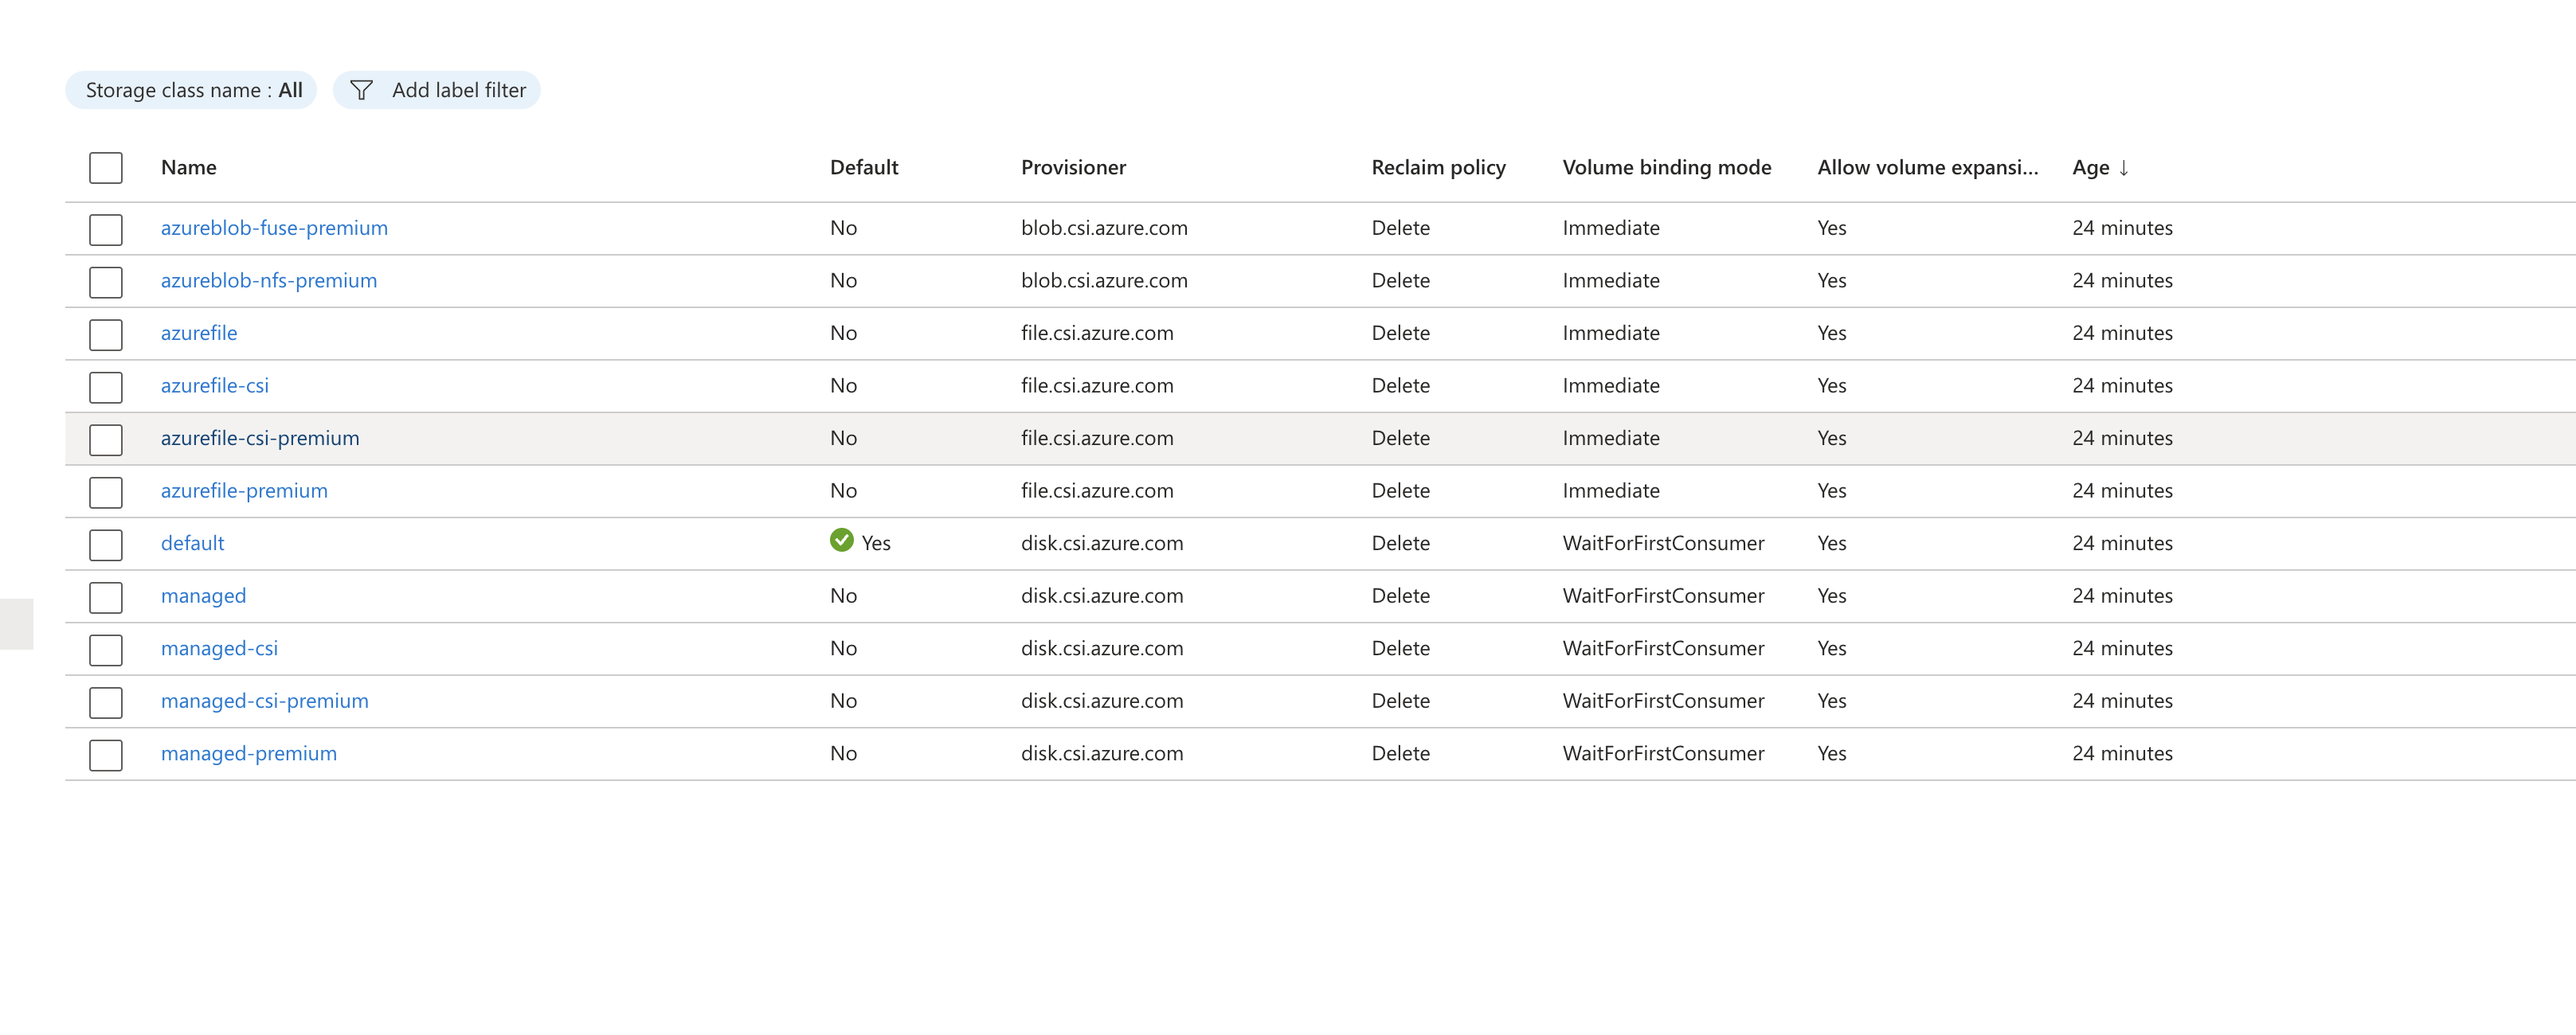 Storage class name : All Add label filter
Name Default Provisioner Reclaim policy Volume binding mode Allow volume expansi... Age ↓
azureblob-fuse-premium No blob.csi.azure.com Delete Immediate Yes 24 minutes
azureblob-nfs-premium No blob.csi.azure.com Delete Immediate Yes 24 minutes
azurefile No file.csi.azure.com Delete Immediate Yes 24 minutes
azurefile-csi No file.csi.azure.com Delete Immediate Yes 24 minutes
azurefile-csi-premium No file.csi.azure.com Delete Immediate Yes 24 minutes
azurefile-premium No file.csi.azure.com Delete Immediate Yes 24 minutes
default Yes disk.csi.azure.com Delete WaitForFirstConsumer Yes 24 minutes
managed No disk.csi.azure.com Delete WaitForFirstConsumer Yes 24 minutes
managed-csi No disk.csi.azure.com Delete WaitForFirstConsumer Yes 24 minutes
managed-csi-premium No disk.csi.azure.com Delete WaitForFirstConsumer Yes 24 minutes
managed-premium No disk.csi.azure.com Delete WaitForFirstConsumer Yes 24 minutes